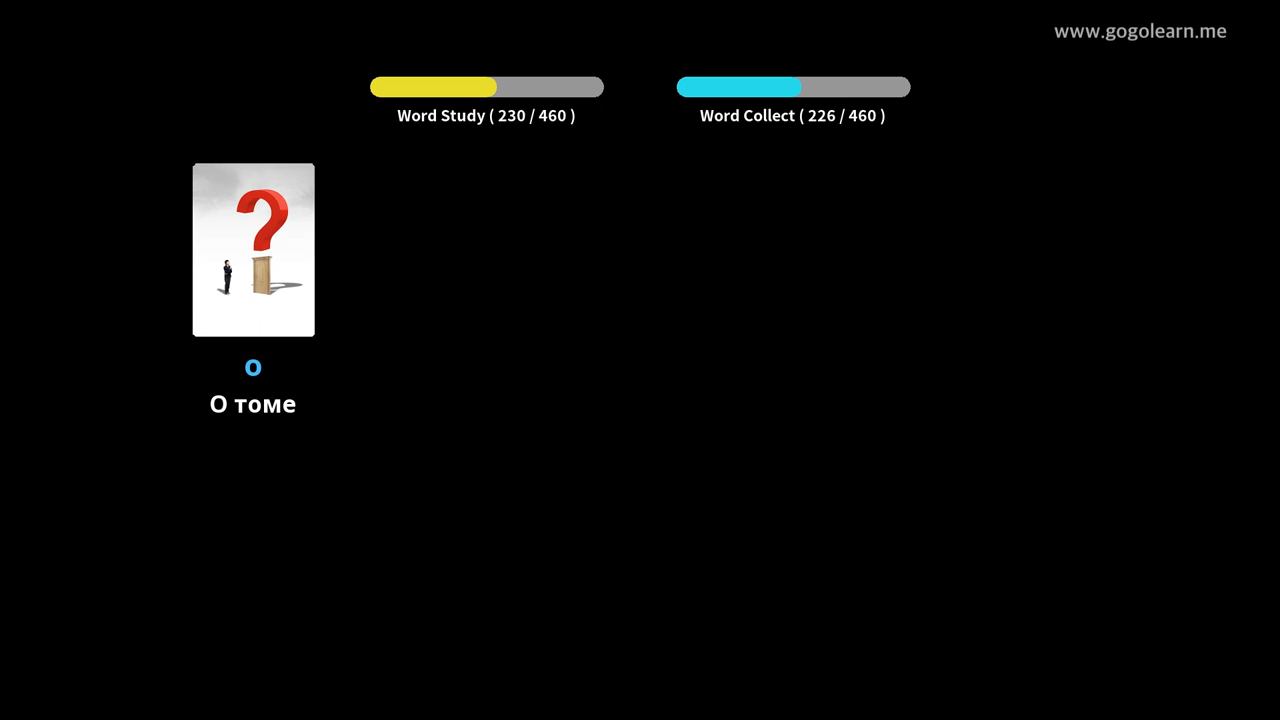 www.gogolearn.me
Word Study ( 230 / 460 )
Word Collect ( 226 / 460 )
о
О томе